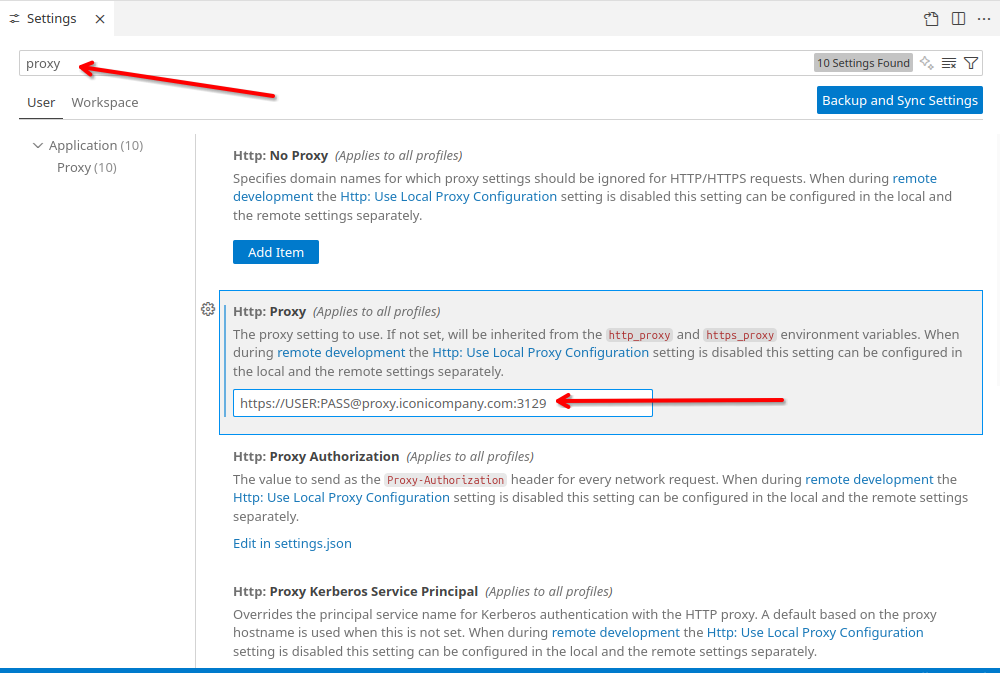 Settings
proxy
10 Settings Found
User
Workspace
Backup and Sync Settings
Application (10)
Proxy (10)
Http: No Proxy (Applies to all profiles)
Specifies domain names for which proxy settings should be ignored for HTTP/HTTPS requests. When during remote
development the Http: Use Local Proxy Configuration setting is disabled this setting can be configured in the local and
the remote settings separately.
Add Item
Http: Proxy (Applies to all profiles)
The proxy setting to use. If not set, will be inherited from the http_proxy and https_proxy environment variables. When
during remote development the Http: Use Local Proxy Configuration setting is disabled this setting can be configured in
the local and the remote settings separately.
https://USER:PASS@proxy.iconicompany.com:3129
Http: Proxy Authorization (Applies to all profiles)
The value to send as the Proxy-Authorization header for every network request. When during remote development the
Http: Use Local Proxy Configuration setting is disabled this setting can be configured in the local and the remote settings
separately.
Edit in settings.json
Http: Proxy Kerberos Service Principal (Applies to all profiles)
Overrides the principal service name for Kerberos authentication with the HTTP proxy. A default based on the proxy
hostname is used when this is not set. When during remote development the Http: Use Local Proxy Configuration
setting is disabled this setting can be configured in the local and the remote settings separately.